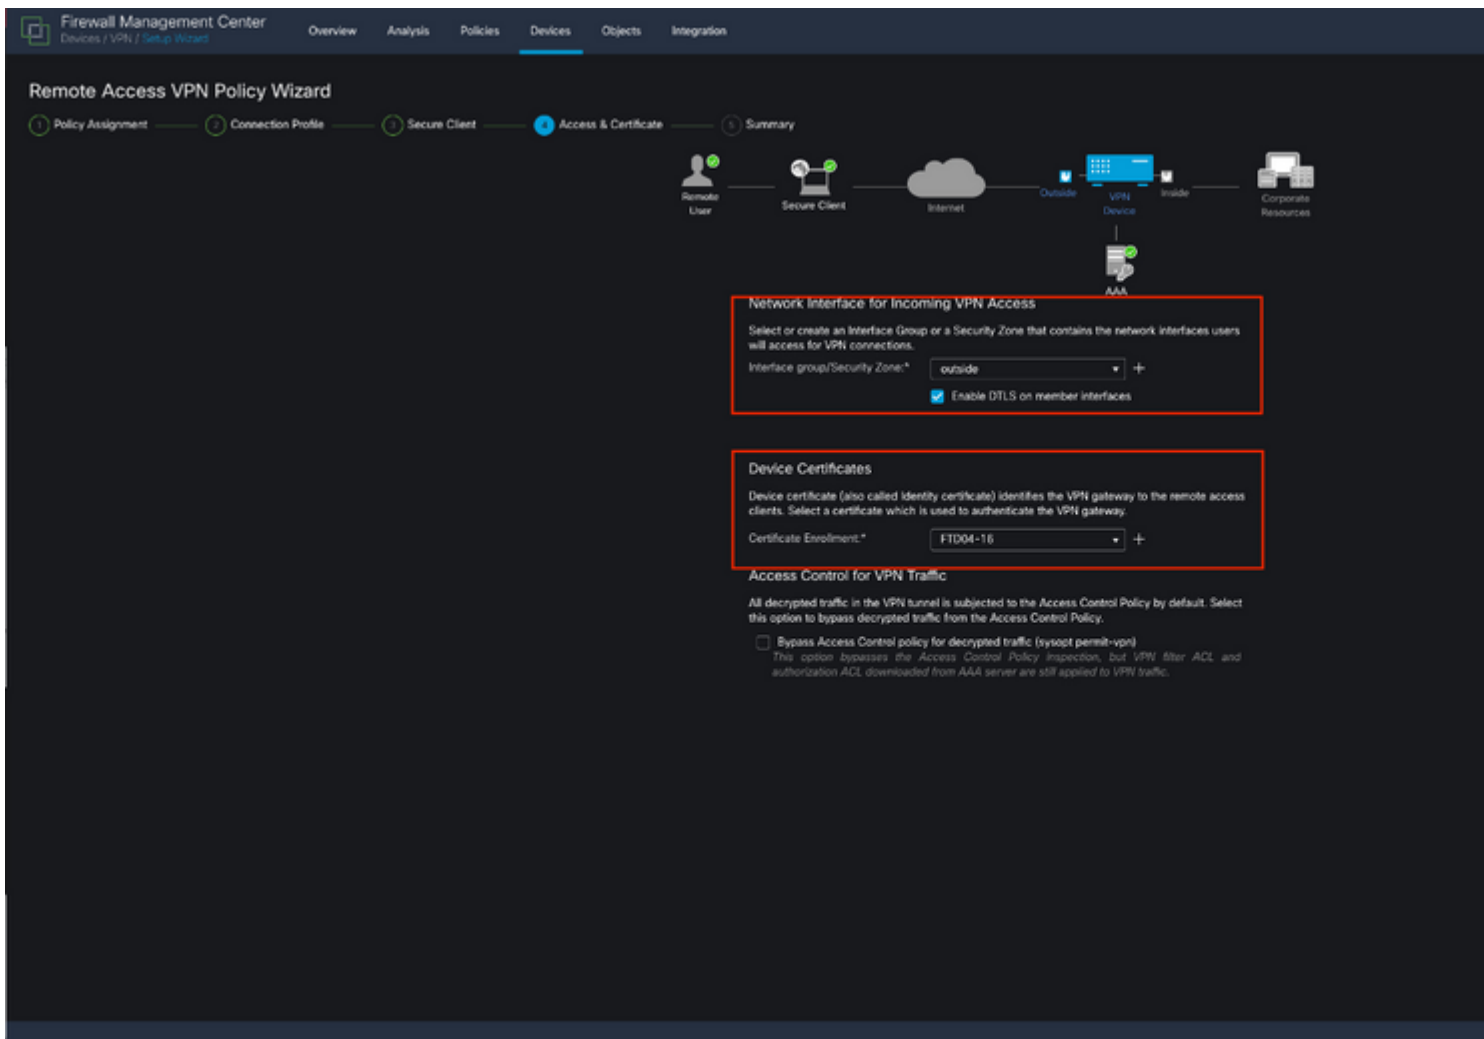 Firewall Management Center
Devices / VPN / Setup Wizard
Overview
Analysis
Policies
Devices
Objects
Integration
Remote Access VPN Policy Wizard
1 Policy Assignment
2 Connection Profile
3 Secure Client
4 Access & Certificate
5 Summary
Remote
User
Secure Client
Internet
Outside
VPN
Device
Inside
Corporate
Resources
AAA
Network Interface for Incoming VPN Access
Select or create an Interface Group or a Security Zone that contains the network interfaces users
will access for VPN connections.
Interface group/Security Zone:* outside
Enable DTLS on member interfaces
Device Certificates
Device certificate (also called Identity certificate) identifies the VPN gateway to the remote access
clients. Select a certificate which is used to authenticate the VPN gateway.
Certificate Enrollment:* FTD04-16
Access Control for VPN Traffic
All decrypted traffic in the VPN tunnel is subjected to the Access Control Policy by default. Select
this option to bypass decrypted traffic from the Access Control Policy.
Bypass Access Control policy for decrypted traffic (sysopt permit-vpn)
This option bypasses the Access Control Policy inspection, but VPN filter ACL and
authorization ACL downloaded from AAA server are still applied to VPN traffic.